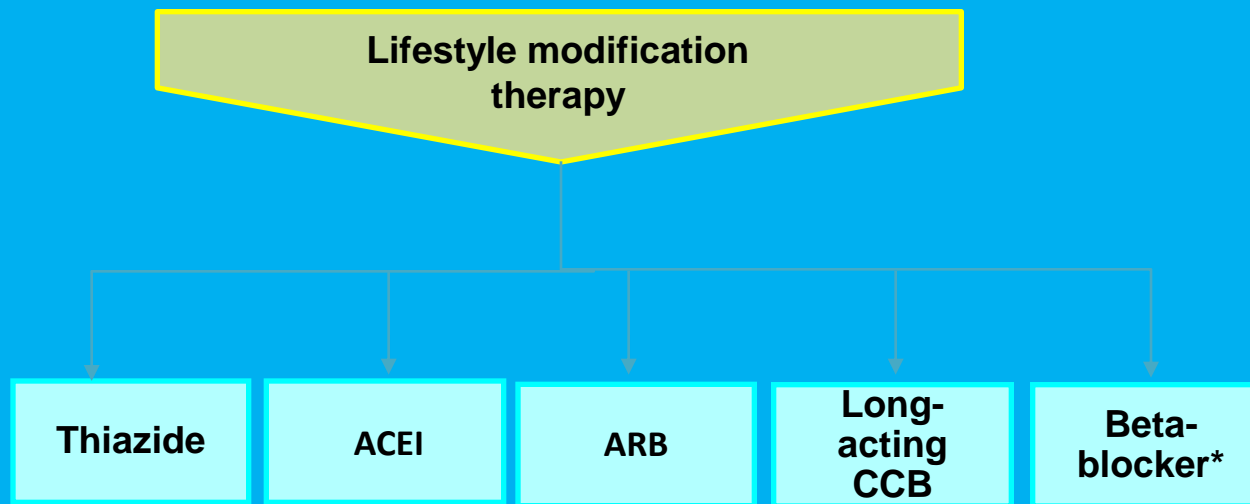 Lifestyle modification
therapy
Thiazide
ACEI
ARB
Long-
acting
CCB
Beta-
blocker*